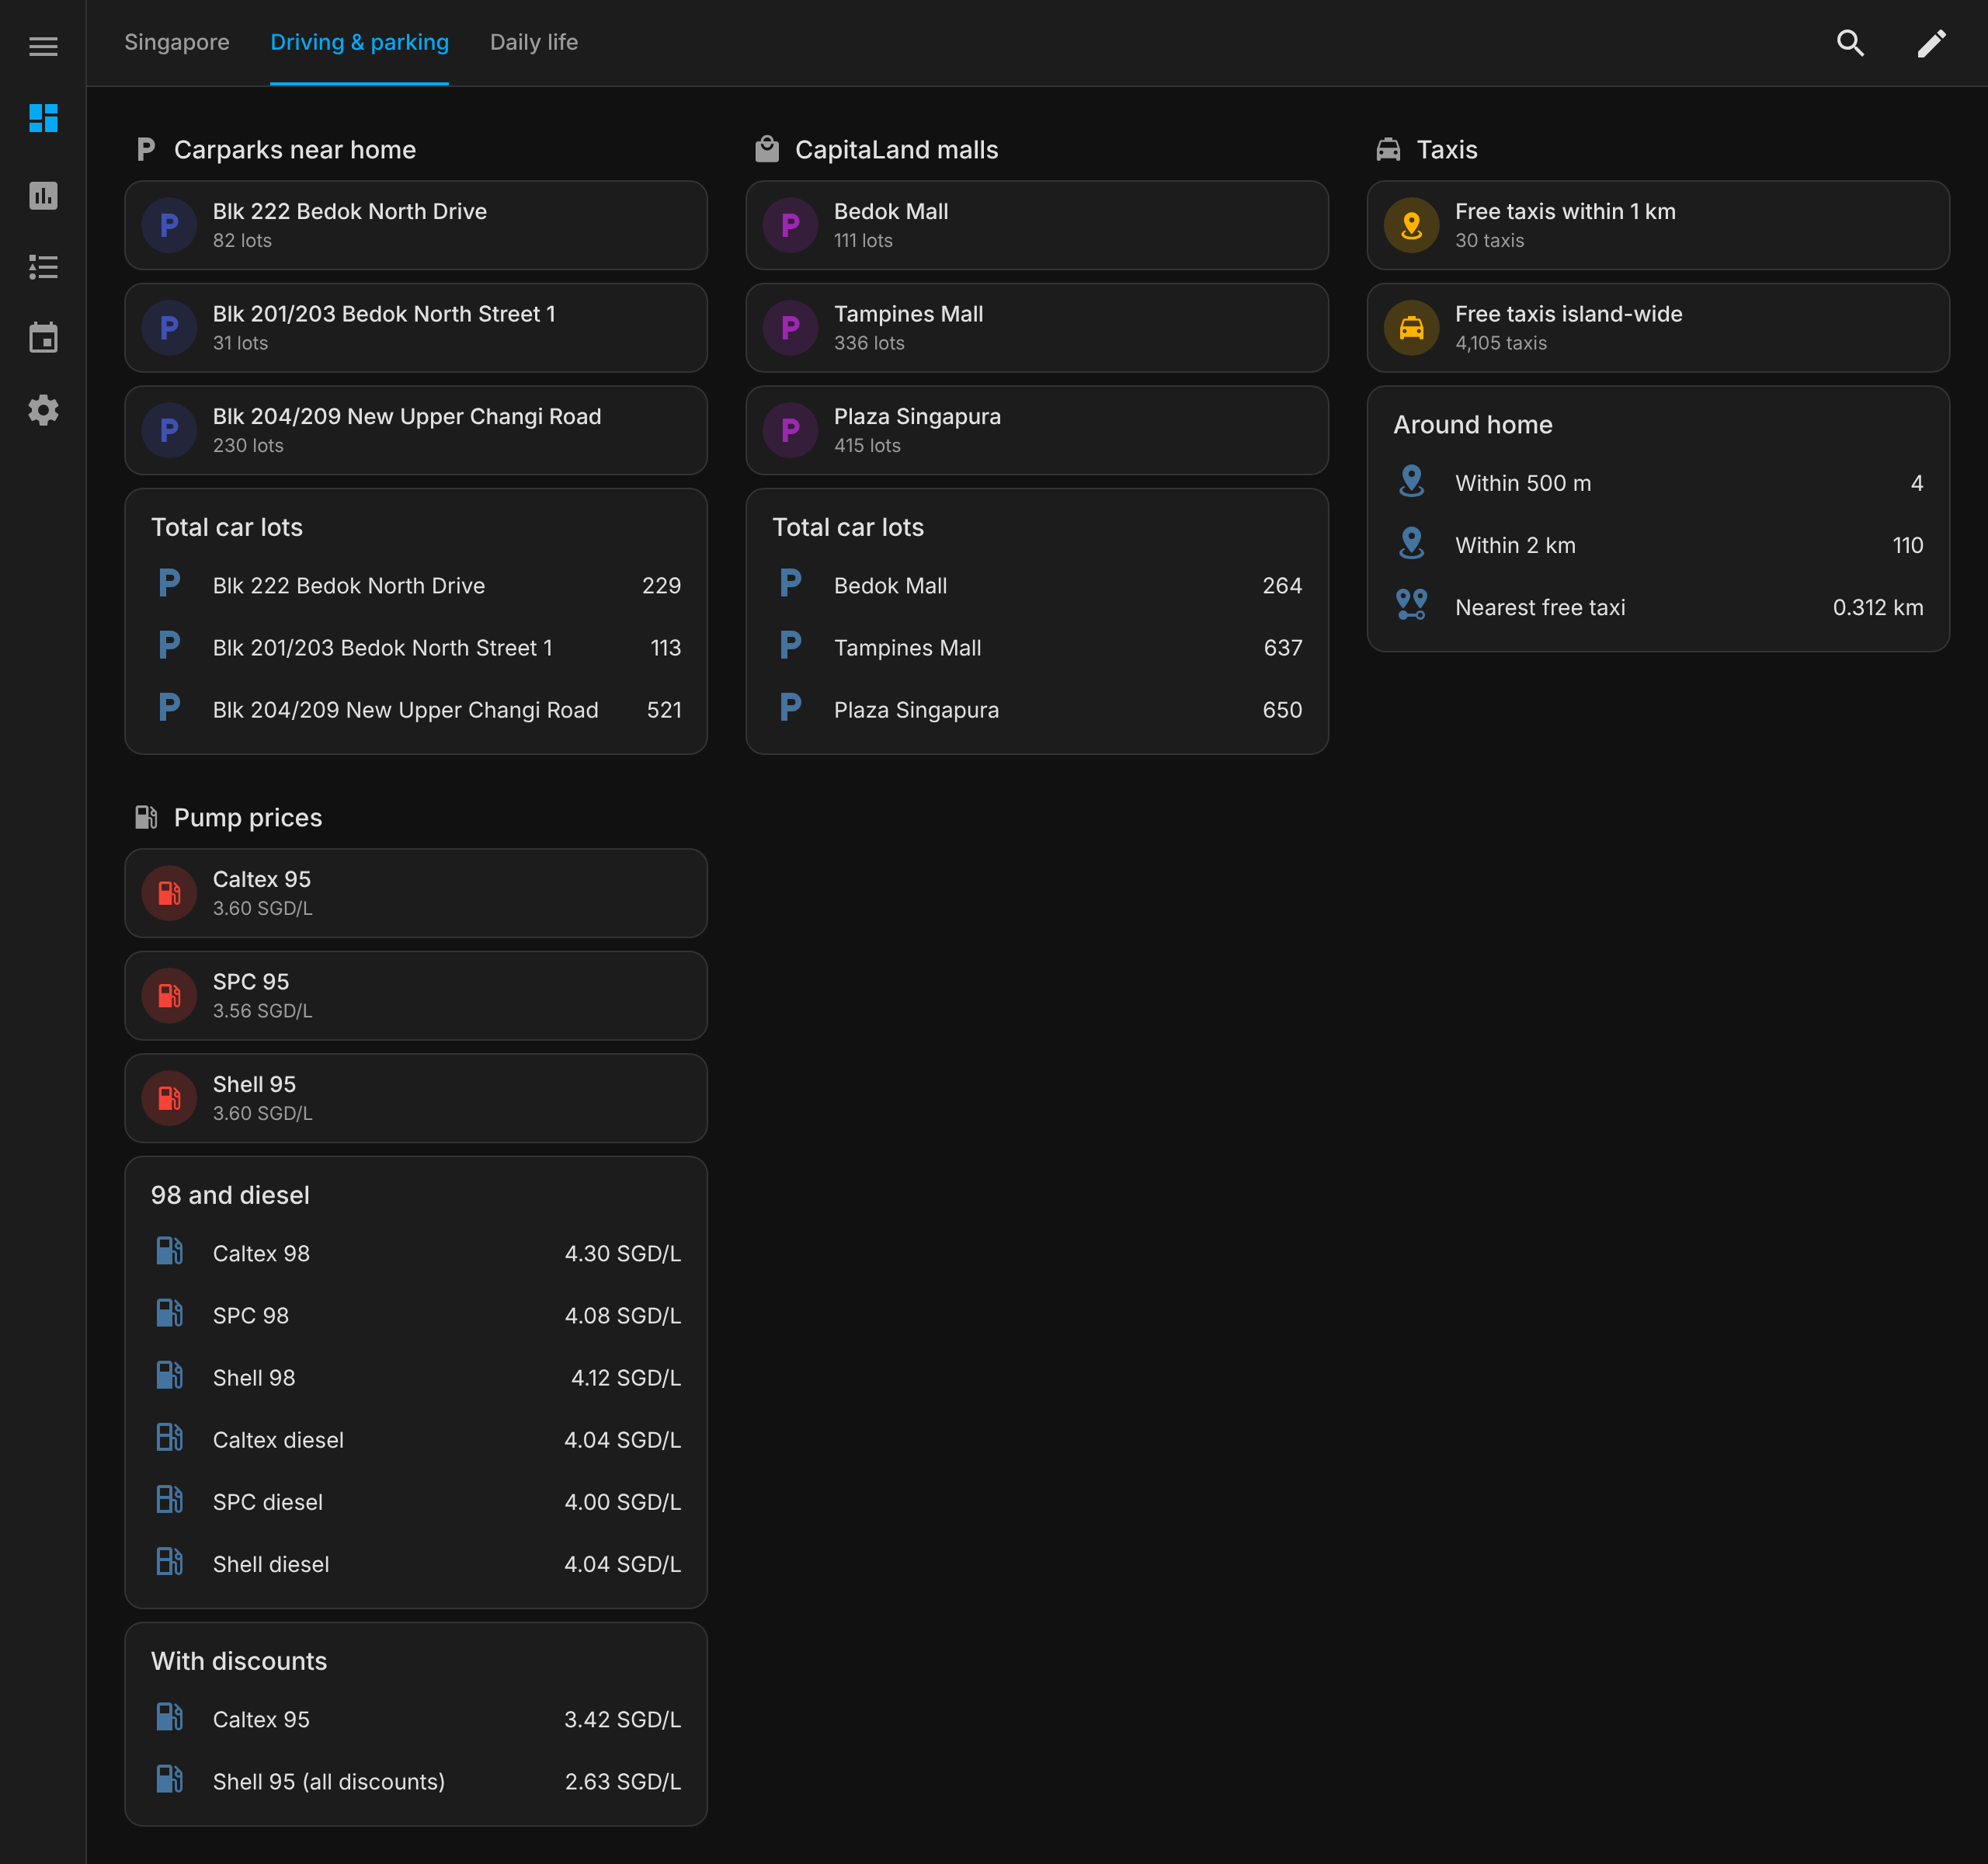 Singapore
Driving & parking
Daily life
P Carparks near home
P Blk 222 Bedok North Drive
82 lots
P Blk 201/203 Bedok North Street 1
31 lots
P Blk 204/209 New Upper Changi Road
230 lots
Total car lots
P Blk 222 Bedok North Drive 229
P Blk 201/203 Bedok North Street 1 113
P Blk 204/209 New Upper Changi Road 521
CapitaLand malls
P Bedok Mall
111 lots
P Tampines Mall
336 lots
P Plaza Singapura
415 lots
Total car lots
P Bedok Mall 264
P Tampines Mall 637
P Plaza Singapura 650
Taxis
Free taxis within 1 km
30 taxis
Free taxis island-wide
4,105 taxis
Around home
Within 500 m 4
Within 2 km 110
Nearest free taxi 0.312 km
Pump prices
Caltex 95
3.60 SGD/L
SPC 95
3.56 SGD/L
Shell 95
3.60 SGD/L
98 and diesel
Caltex 98 4.30 SGD/L
SPC 98 4.08 SGD/L
Shell 98 4.12 SGD/L
Caltex diesel 4.04 SGD/L
SPC diesel 4.00 SGD/L
Shell diesel 4.04 SGD/L
With discounts
Caltex 95 3.42 SGD/L
Shell 95 (all discounts) 2.63 SGD/L